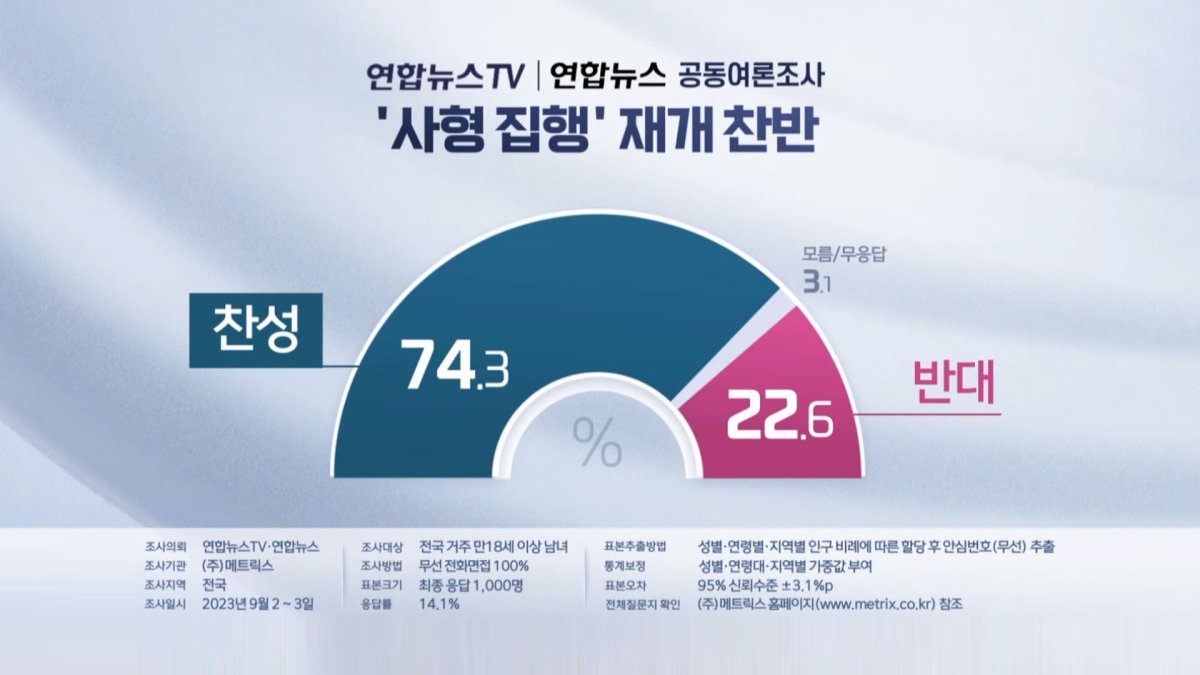 연합뉴스TV | 연합뉴스 공동여론조사
'사형 집행' 재개 찬반
모름/무응답
3.1
찬성
74.3
반대
22.6
%
조사의뢰 연합뉴스TV·연합뉴스
조사기관 (주)메트릭스
조사지역 전국
조사일시 2023년 9월 2 ~ 3일
조사대상 전국 거주 만18세 이상 남녀
조사방법 무선 전화면접 100%
표본크기 최종 응답 1,000명
응답률 14.1%
표본추출방법 성별·연령별·지역별 인구 비례에 따른 할당 후 안심번호(무선) 추출
통계보정 성별·연령대·지역별 가중값 부여
표본오차 95% 신뢰수준 ±3.1%p
전체질문지 확인 (주)메트릭스 홈페이지(www.metrix.co.kr) 참조